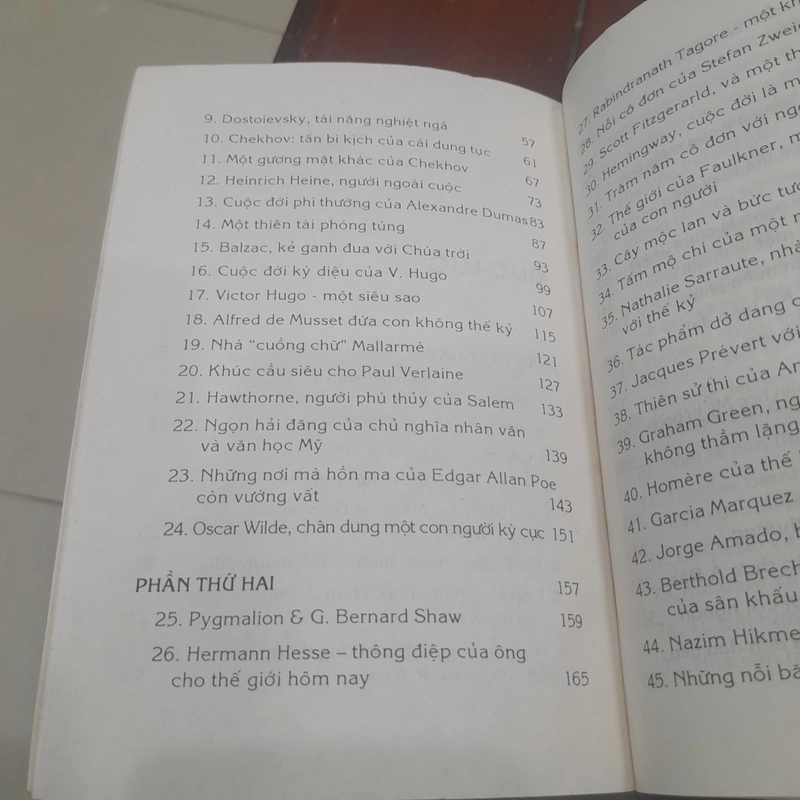 9. Dostoievsky, tài năng nghiệt ngã 57
10. Chekhov: tấn bi kịch của cái dung tục 61
11. Một gương mặt khác của Chekhov 67
12. Heinrich Heine, người ngoài cuộc 73
13. Cuộc đời phi thường của Alexandre Dumas 83
14. Một thiên tài phóng túng 87
15. Balzac, kẻ ganh đua với Chúa trời 93
16. Cuộc đời kỳ diệu của V. Hugo 99
17. Victor Hugo - một siêu sao 107
18. Alfred de Musset đứa con không thế kỷ 115
19. Nhà “cuồng chữ” Mallarmé 121
20. Khúc cầu siêu cho Paul Verlaine 127
21. Hawthorne, người phù thủy của Salem 133
22. Ngọn hải đăng của chủ nghĩa nhân văn
và văn học Mỹ 139
23. Những nơi mà hồn ma của Edgar Allan Poe
còn vướng vất 143
24. Oscar Wilde, chân dung một con người kỳ cục 151
PHẦN THỨ HAI 157
25. Pygmalion & G. Bernard Shaw 159
26. Hermann Hesse – thông điệp của ông
cho thế giới hôm nay 165
27. Rabindranath Tagore - một
28. Nỗi cô đơn của Stefan
29. Scott Fitzgerarld, và một
30. Hemingway, cuộc đời là
31. Trăm năm cô đơn với
32. Thế giới của Faulkner,
của con người
33. Cây mộc lan và bức
34. Tấm mộ chí của một
35. Nathalie Sarraute, nhà
với thế kỷ
36. Tác phẩm dở dang
37. Jacques Prévert với
38. Thiên sử thi của
39. Graham Green,
không thầm lặng
40. Homère của thế
41. Garcia Marquez
42. Jorge Amado,
43. Berthold
của sân khấu
44. Nazim
45. Những nỗi